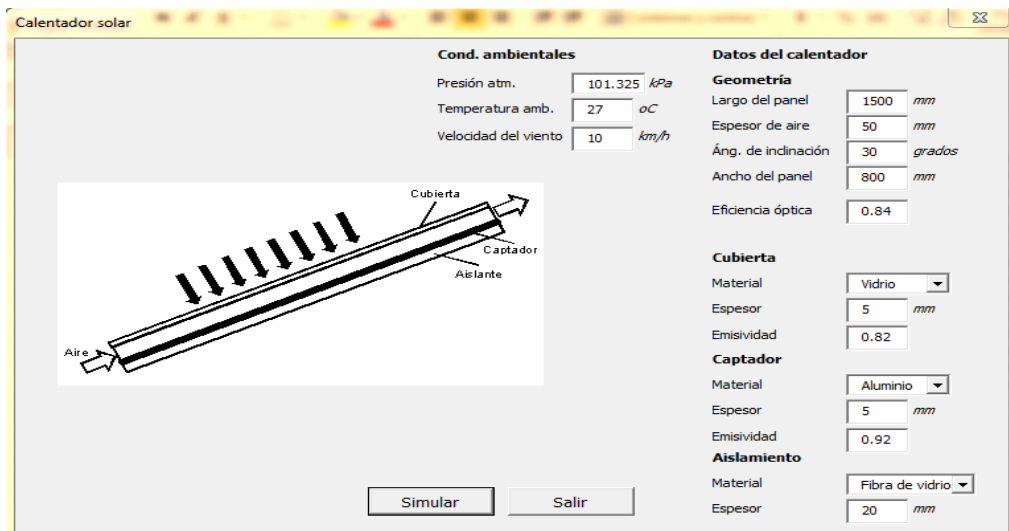 Calentador solar
Cond. ambientales
Presión atm. 101.325 kPa
Temperatura amb. 27 oC
Velocidad del viento 10 km/h
Datos del calentador
Geometría
Largo del panel 1500 mm
Espesor de aire 50 mm
Áng. de inclinación 30 grados
Ancho del panel 800 mm
Eficiencia óptica 0.84
Cubierta
Material Vidrio
Espesor 5 mm
Emisividad 0.82
Captador
Material Aluminio
Espesor 5 mm
Emisividad 0.92
Aislamiento
Material Fibra de vidrio
Espesor 20 mm
Cubierta
Captador
Aislante
Aire
Simular
Salir